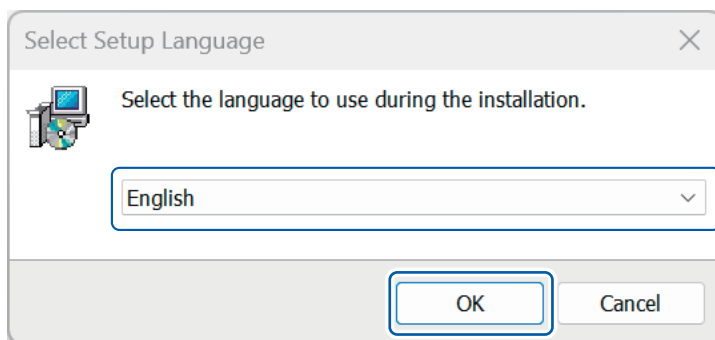 Select Setup Language
Select the language to use during the installation.
English
OK
Cancel